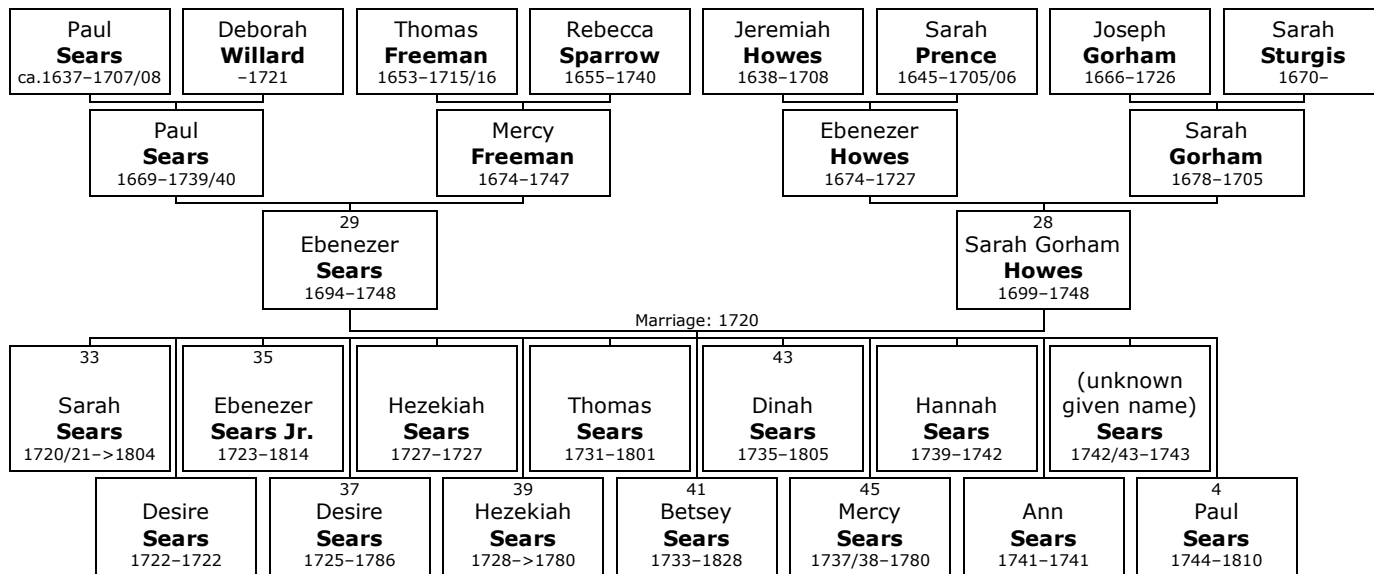 Paul
Sears
ca.1637–1707/08
Deborah
Willard
–1721
Thomas
Freeman
1653–1715/16
Rebecca
Sparrow
1655–1740
Jeremiah
Howes
1638–1708
Sarah
Prence
1645–1705/06
Joseph
Gorham
1666–1726
Sarah
Sturgis
1670–
Paul
Sears
1669–1739/40
Mercy
Freeman
1674–1747
Ebenezer
Howes
1674–1727
Sarah
Gorham
1678–1705
29
Ebenezer
Sears
1694–1748
28
Sarah Gorham
Howes
1699–1748
Marriage: 1720
33
Sarah
Sears
1720/21–>1804
35
Ebenezer
Sears Jr.
1723–1814
Hezekiah
Sears
1727–1727
Thomas
Sears
1731–1801
43
Dinah
Sears
1735–1805
Hannah
Sears
1739–1742
(unknown
given name)
Sears
1742/43–1743
Desire
Sears
1722–1722
37
Desire
Sears
1725–1786
39
Hezekiah
Sears
1728–>1780
41
Betsey
Sears
1733–1828
45
Mercy
Sears
1737/38–1780
Ann
Sears
1741–1741
4
Paul
Sears
1744–1810